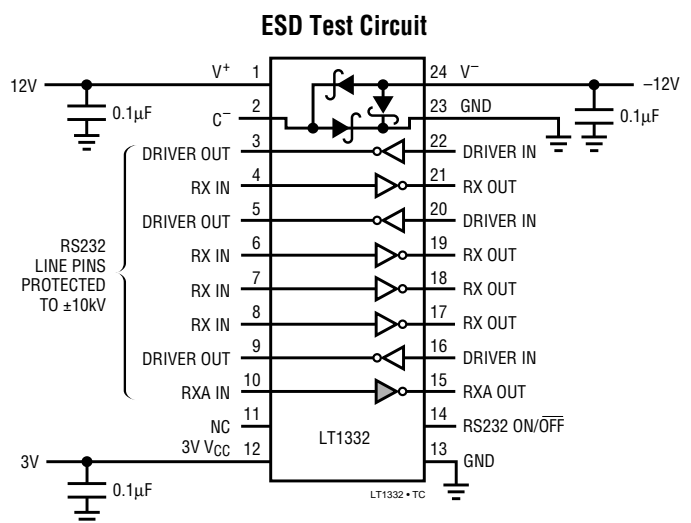 ESD Test Circuit
12V V⁺ 1 24 V⁻ –12V
0.1µF 0.1µF
C⁻ 2 23 GND
DRIVER OUT 3 22 DRIVER IN
RX IN 4 21 RX OUT
DRIVER OUT 5 20 DRIVER IN
RX IN 6 19 RX OUT
RX IN 7 18 RX OUT
RX IN 8 17 RX OUT
DRIVER OUT 9 16 DRIVER IN
RXA IN 10 15 RXA OUT
RS232
LINE PINS
PROTECTED
TO ±10kV
NC 11 14 RS232 ON/O̅F̅F̅
LT1332
3V 3V VCC 12 13 GND
0.1µF
LT1332 • TC